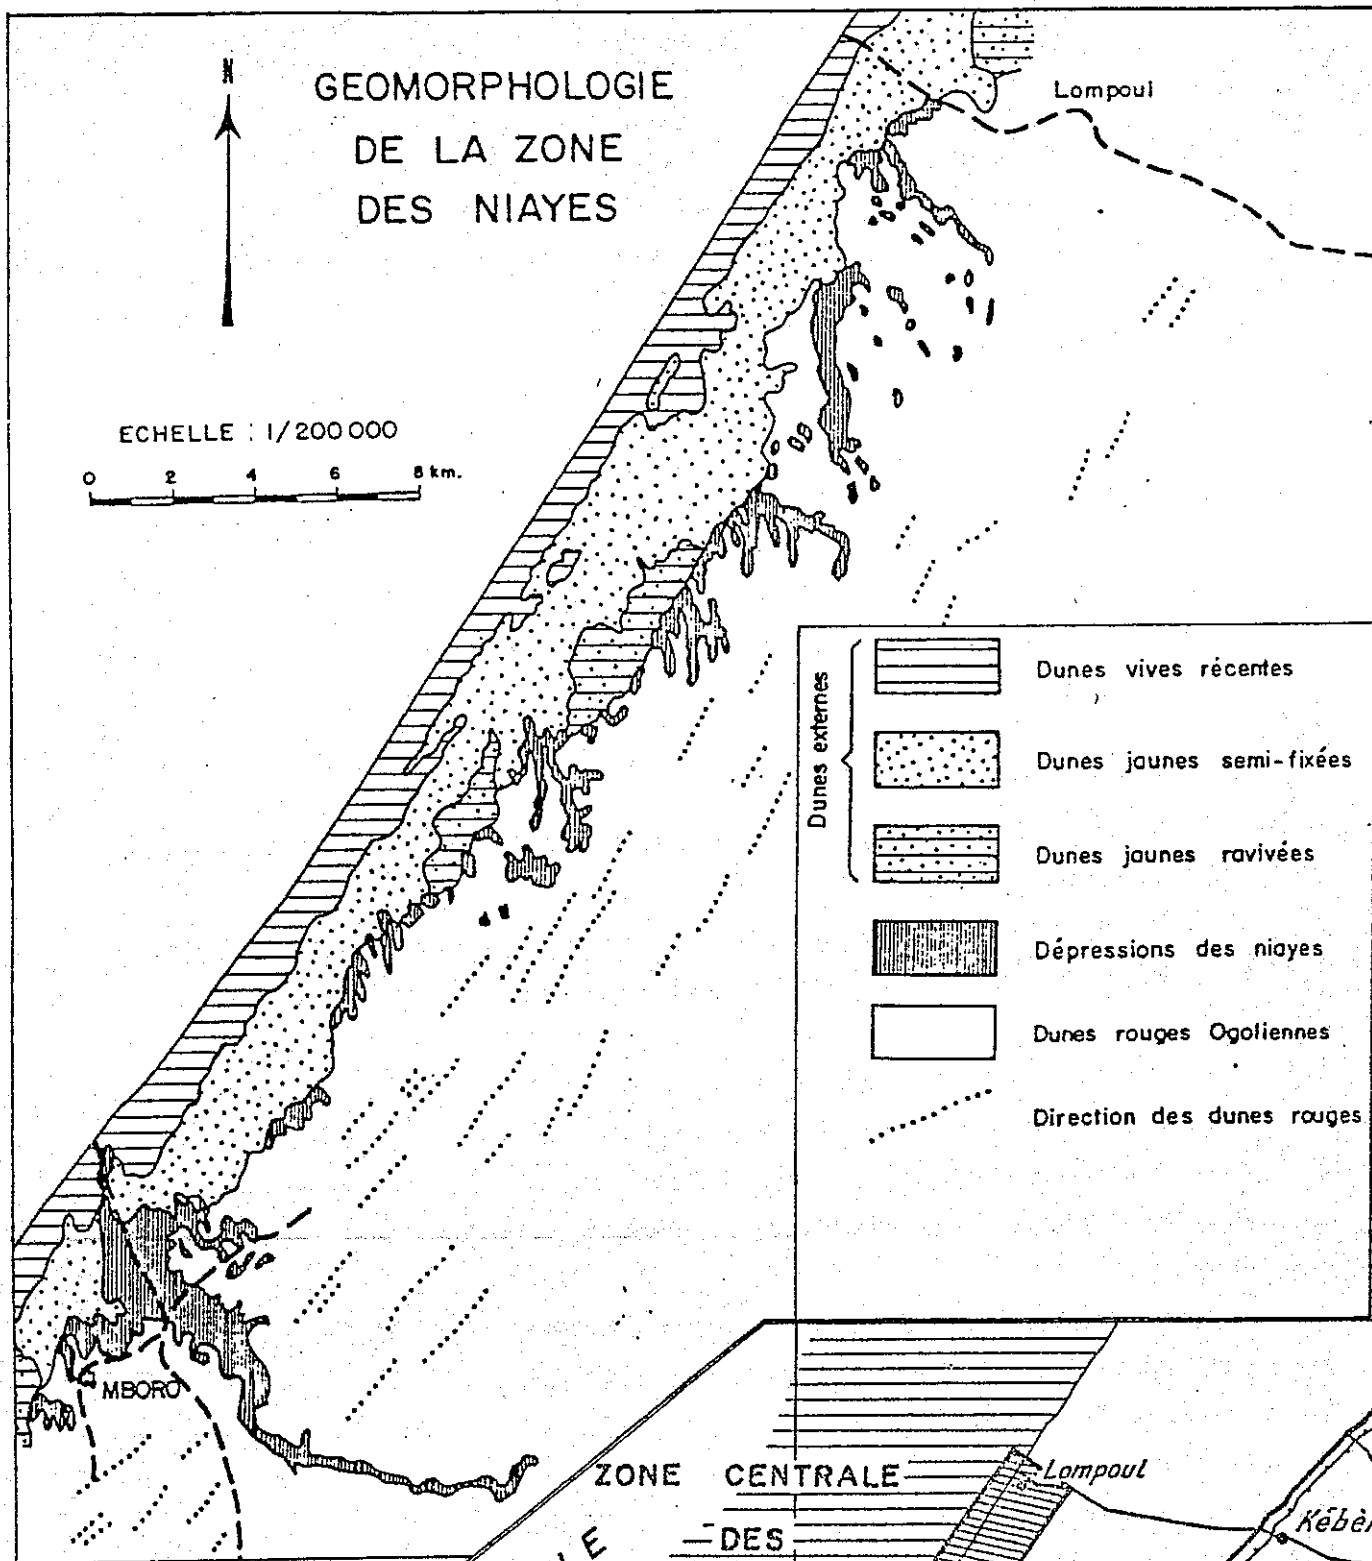 N
GEOMORPHOLOGIE
DE LA ZONE
DES NIAYES
ECHELLE : 1/200 000
0 2 4 6 8 km.
Lompoul
Dunes externes
Dunes vives récentes
Dunes jaunes semi-fixées
Dunes jaunes ravivées
Dépressions des niayes
Dunes rouges Ogoliennes
Direction des dunes rouges
MBORO
ZONE CENTRALE
DES
LE
Lompoul